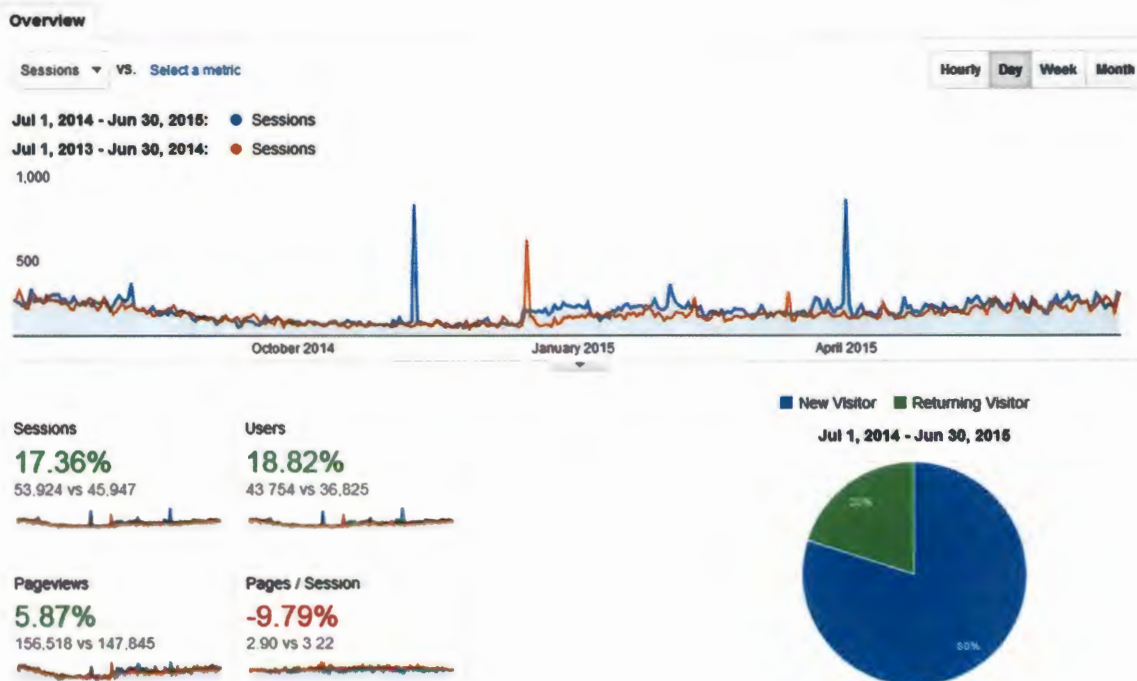 Overview
Sessions vs. Select a metric
Hourly Day Week Month
Jul 1, 2014 - Jun 30, 2015: Sessions
Jul 1, 2013 - Jun 30, 2014: Sessions
1,000
500
October 2014 January 2015 April 2015
New Visitor Returning Visitor
Jul 1, 2014 - Jun 30, 2015
20%
80%
Sessions Users
17.36% 18.82%
53,924 vs 45,947 43 754 vs 36,825
Pageviews Pages / Session
5.87% -9.79%
156,518 vs 147,845 2.90 vs 3 22